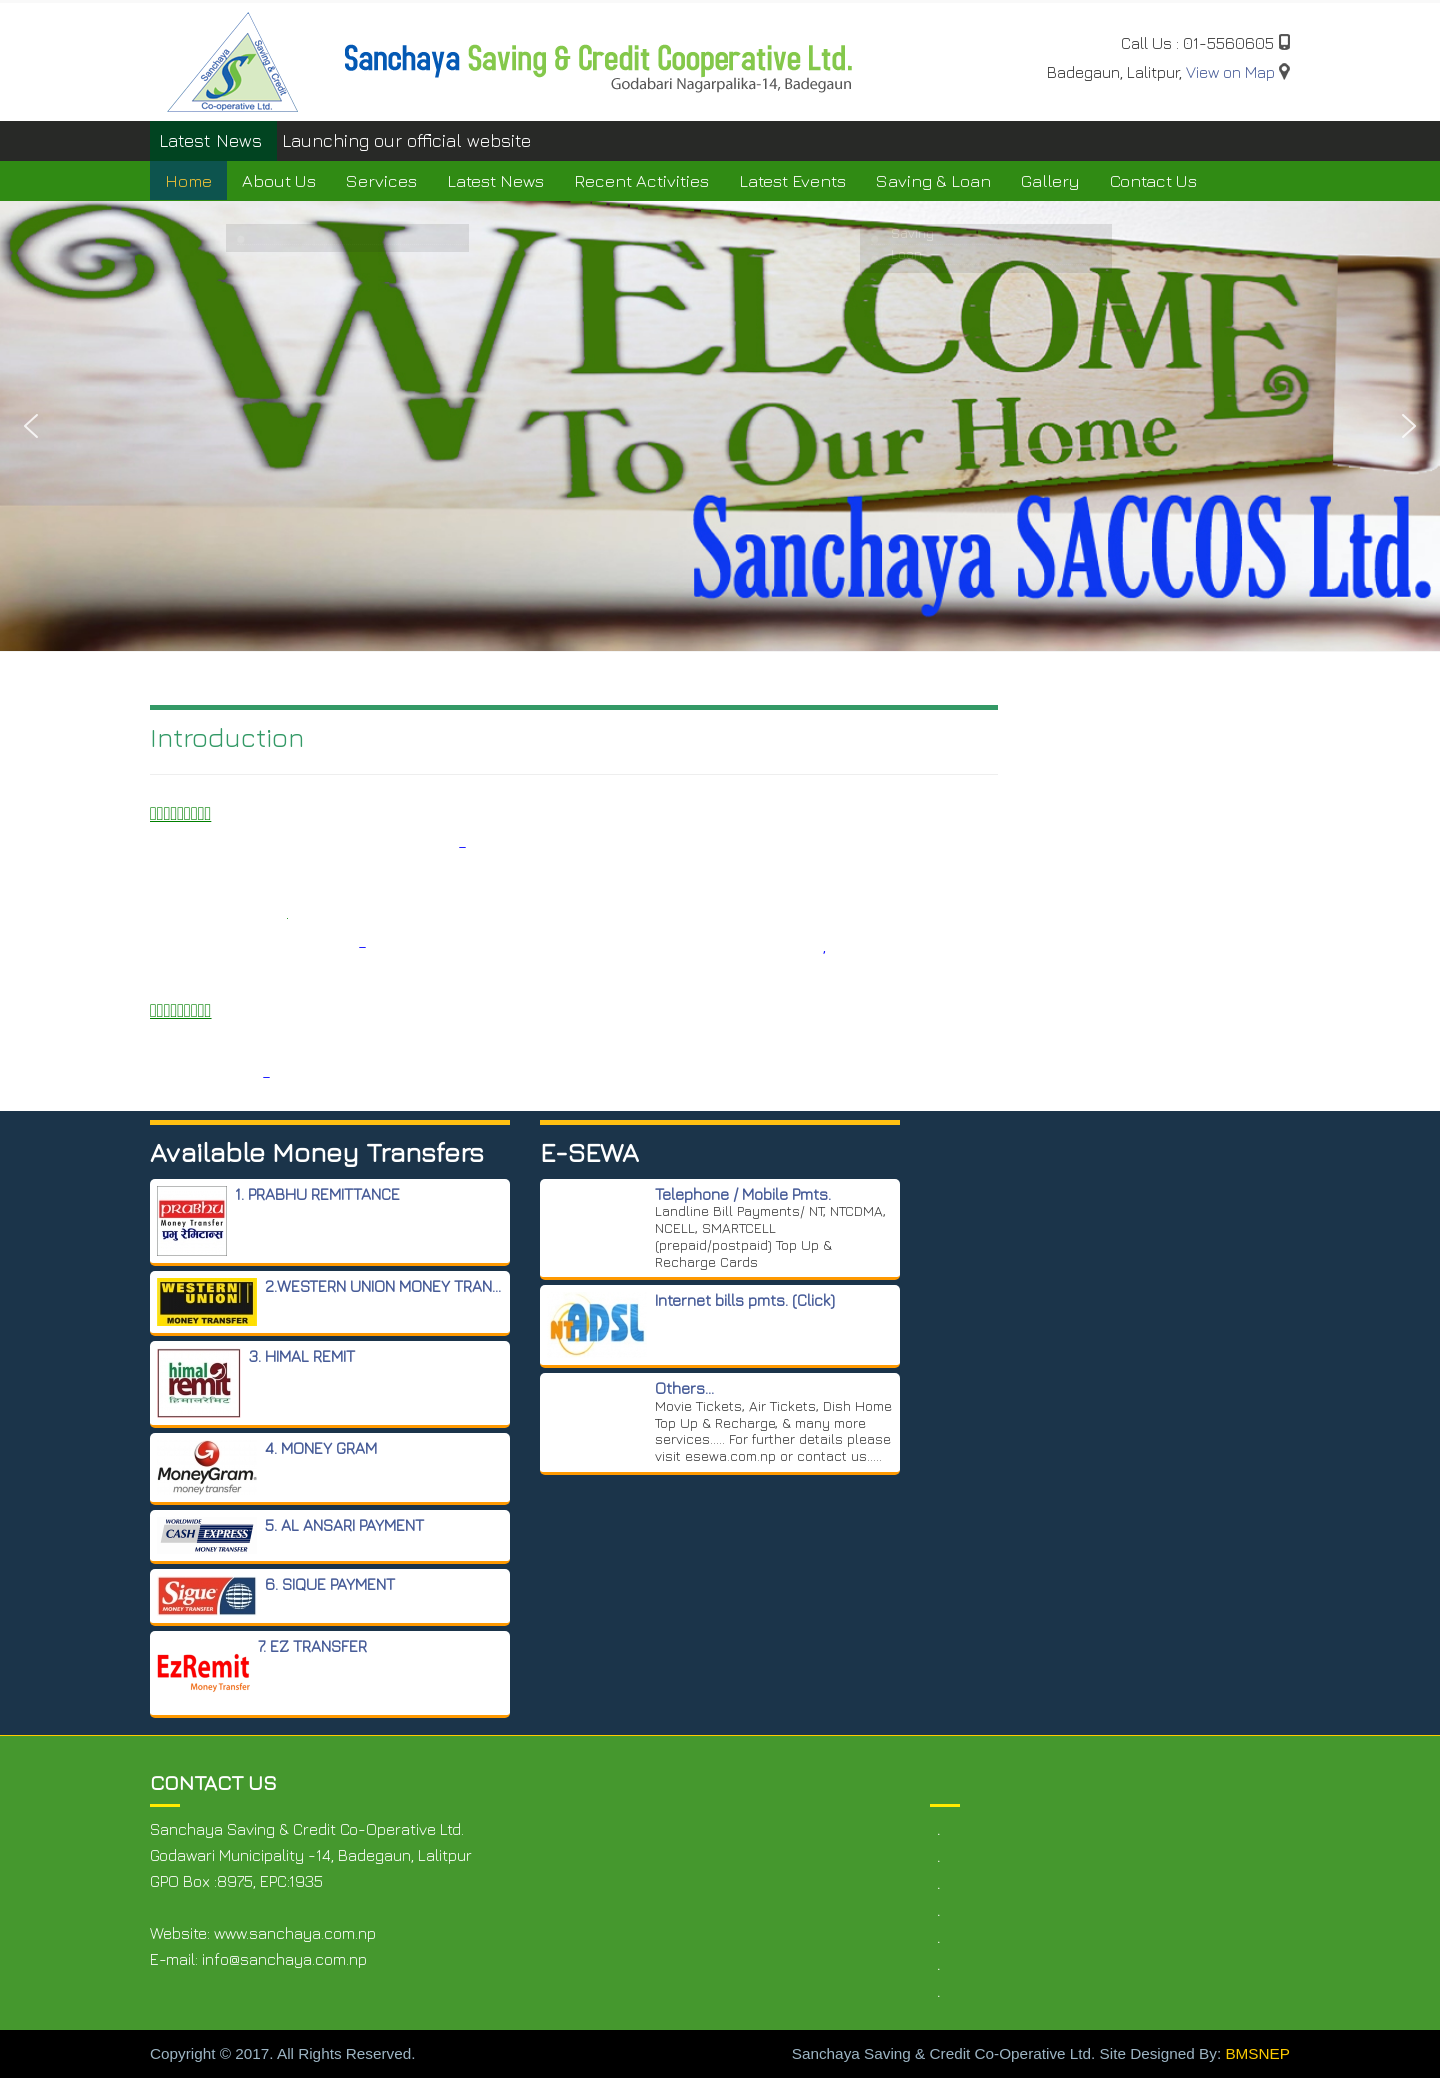 Sanchaya Saving & Credit
Co-operative Ltd.
Sanchaya Saving & Credit Cooperative Ltd.
Godabari Nagarpalika-14, Badegaun
Call Us : 01-5560605
Badegaun, Lalitpur, View on Map
Latest News Launching our official website
Home About Us Services Latest News Recent Activities Latest Events Saving & Loan Gallery Contact Us
Saving
WELCOME
To Our Home
Sanchaya SACCOS Ltd.
Introduction
Available Money Transfers
PRABHU
Money Transfer
प्रभु रेमिटान्स
1. PRABHU REMITTANCE
WESTERN
UNION
MONEY TRANSFER
2.WESTERN UNION MONEY TRAN...
himal
remit
हिमालरेमिट
3. HIMAL REMIT
MoneyGram
money transfer
4. MONEY GRAM
WORLDWIDE
CASH EXPRESS
MONEY TRANSFER
5. AL ANSARI PAYMENT
Sigue
MONEY TRANSFER
6. SIQUE PAYMENT
EzRemit
Money Transfer
7. EZ TRANSFER
E-SEWA
Telephone / Mobile Pmts.
Landline Bill Payments/ NT, NTCDMA,
NCELL, SMARTCELL
(prepaid/postpaid) Top Up &
Recharge Cards
NT ADSL
Internet bills pmts. (Click)
Others...
Movie Tickets, Air Tickets, Dish Home
Top Up & Recharge, & many more
services..... For further details please
visit esewa.com.np or contact us.....
CONTACT US
Sanchaya Saving & Credit Co-Operative Ltd.
Godawari Municipality -14, Badegaun, Lalitpur
GPO Box :8975, EPC:1935
Website: www.sanchaya.com.np
E-mail: info@sanchaya.com.np
Copyright © 2017. All Rights Reserved.
Sanchaya Saving & Credit Co-Operative Ltd. Site Designed By: BMSNEP